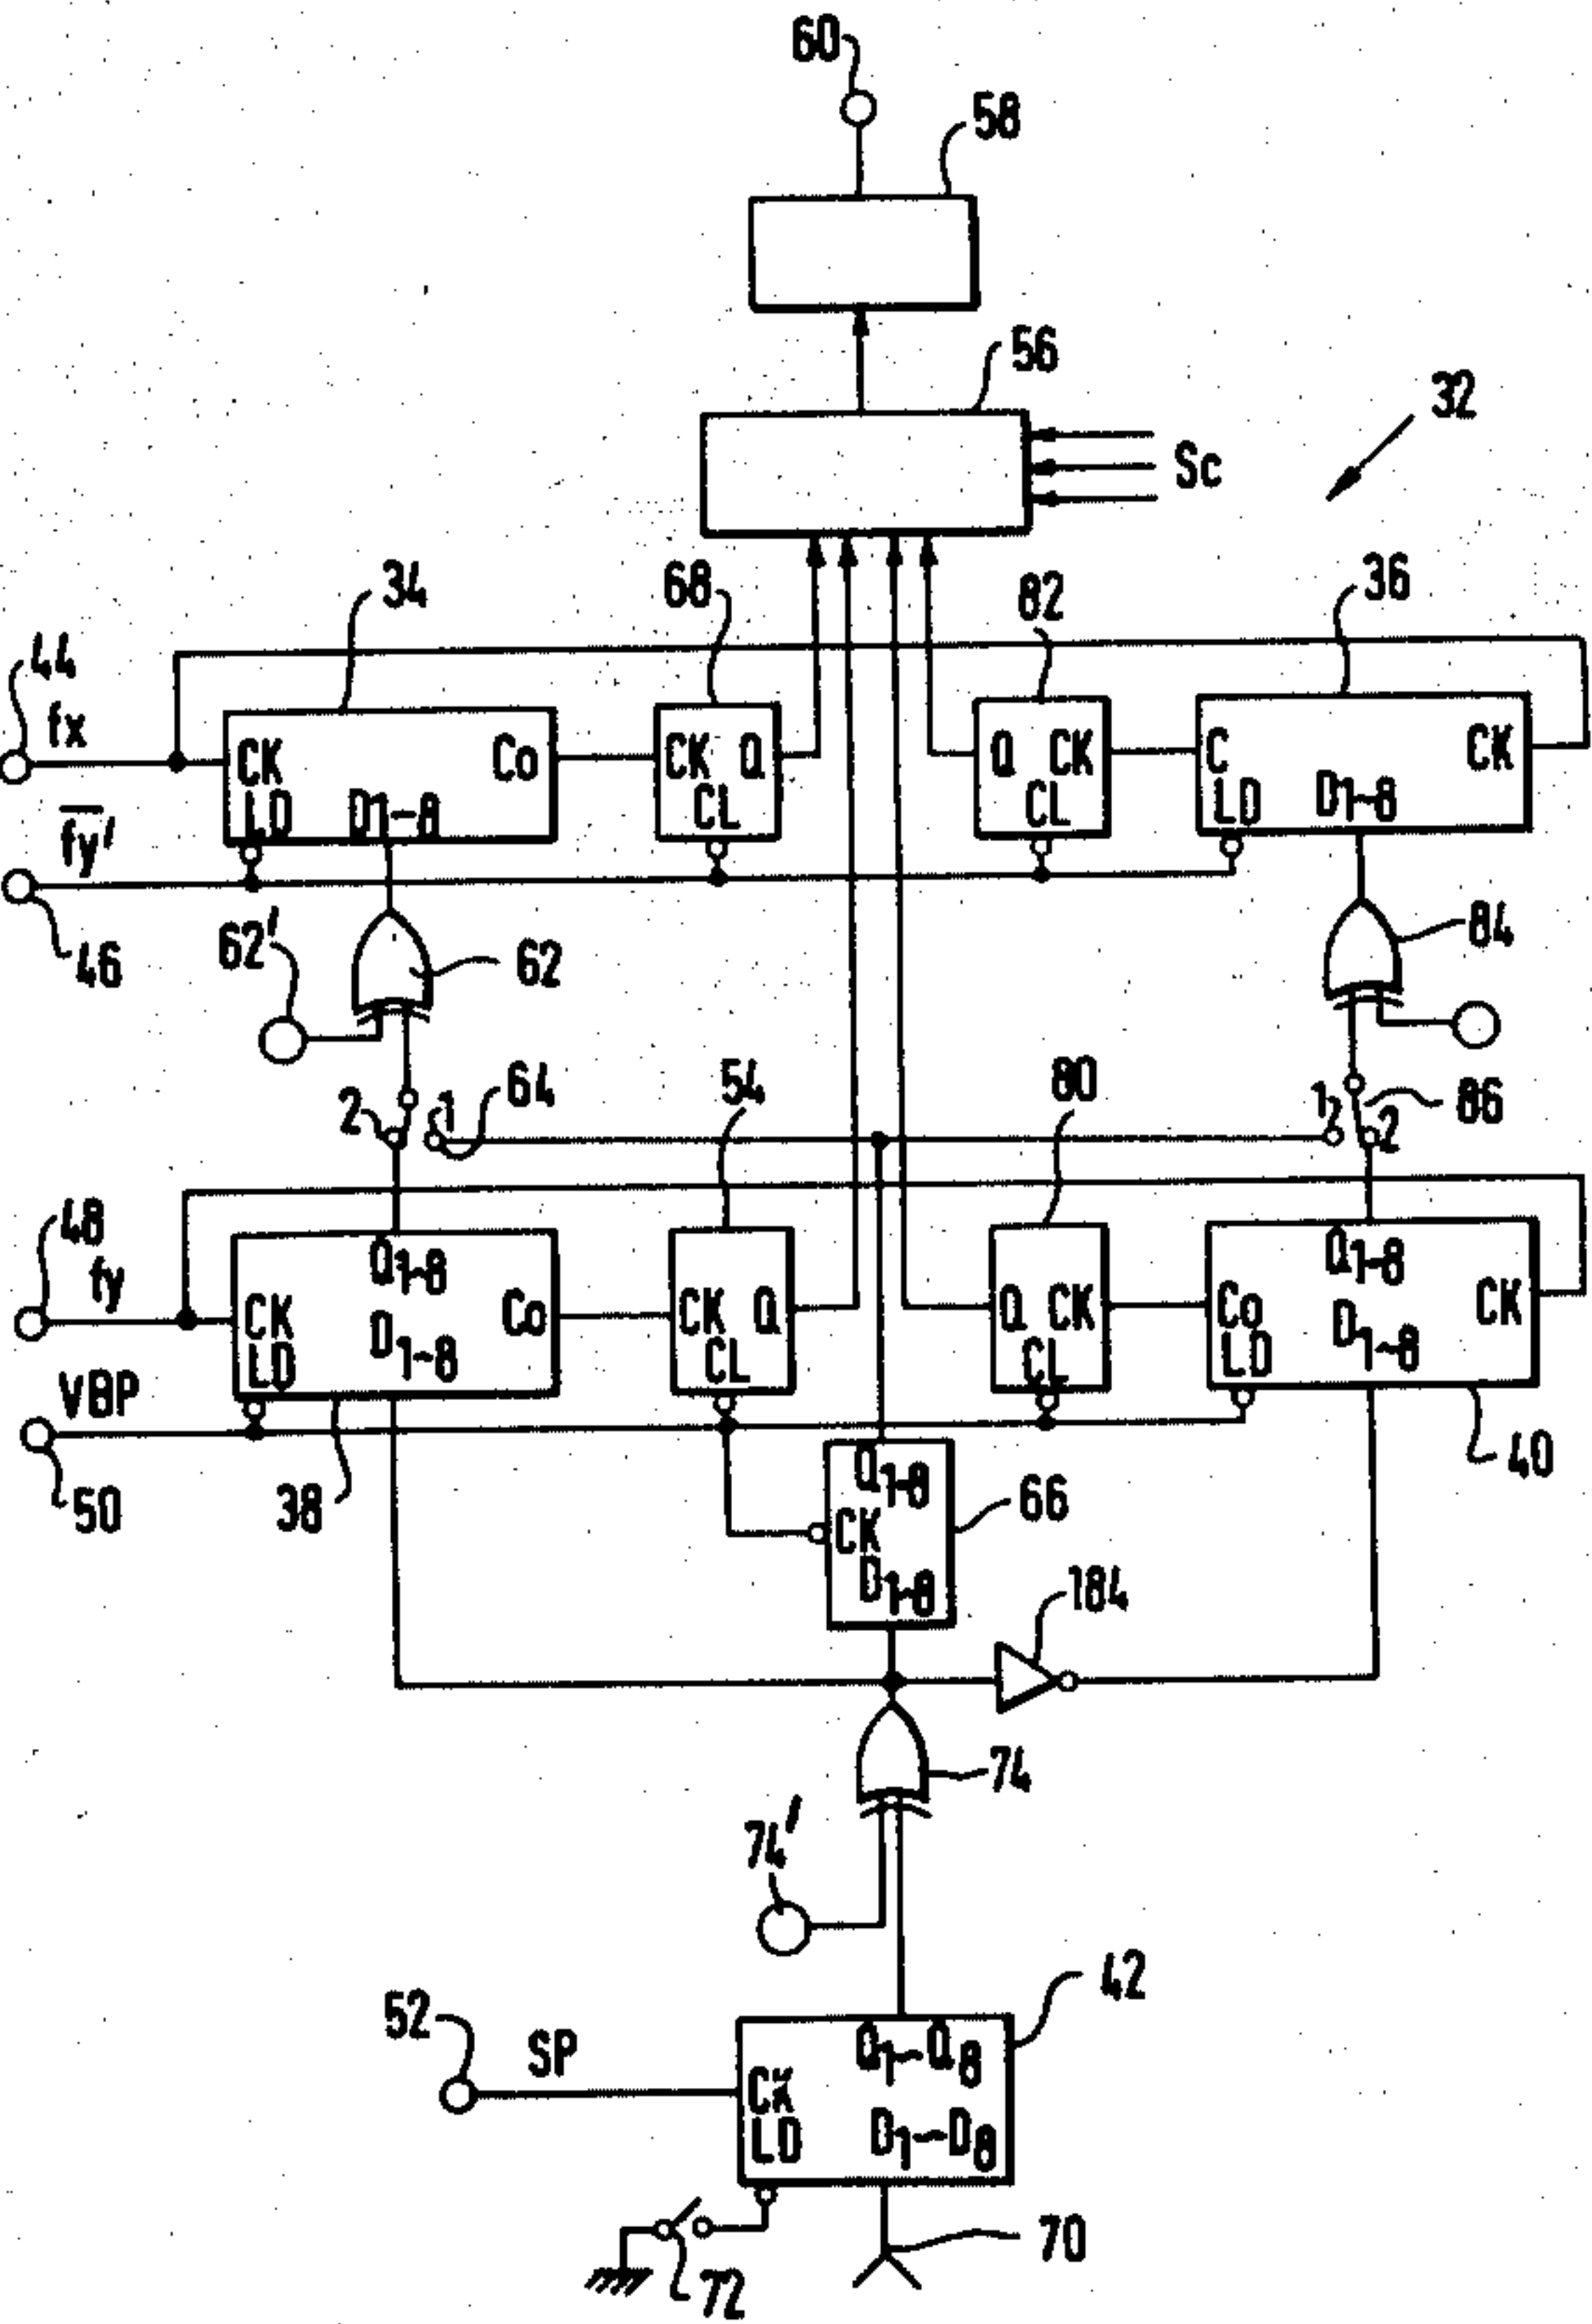 60
58
56
32
Sc
34
68
82
36
44
fx
CK
Co
CK Q
Q CK
C
CK
LD
D1-8
CL
CL
LD
D1-8
fy'
46
62'
62
84
2
1
64
54
80
1
2
86
48
fy
Q1-8
Q1-8
CK
Co
CK Q
Q CK
Co
CK
LD
D1-8
CL
CL
LD
D1-8
VBP
50
38
40
Q1-8
CK
66
D1-8
184
74
74'
42
52
SP
Q1-Q8
CK
LD
D1-D8
70
72